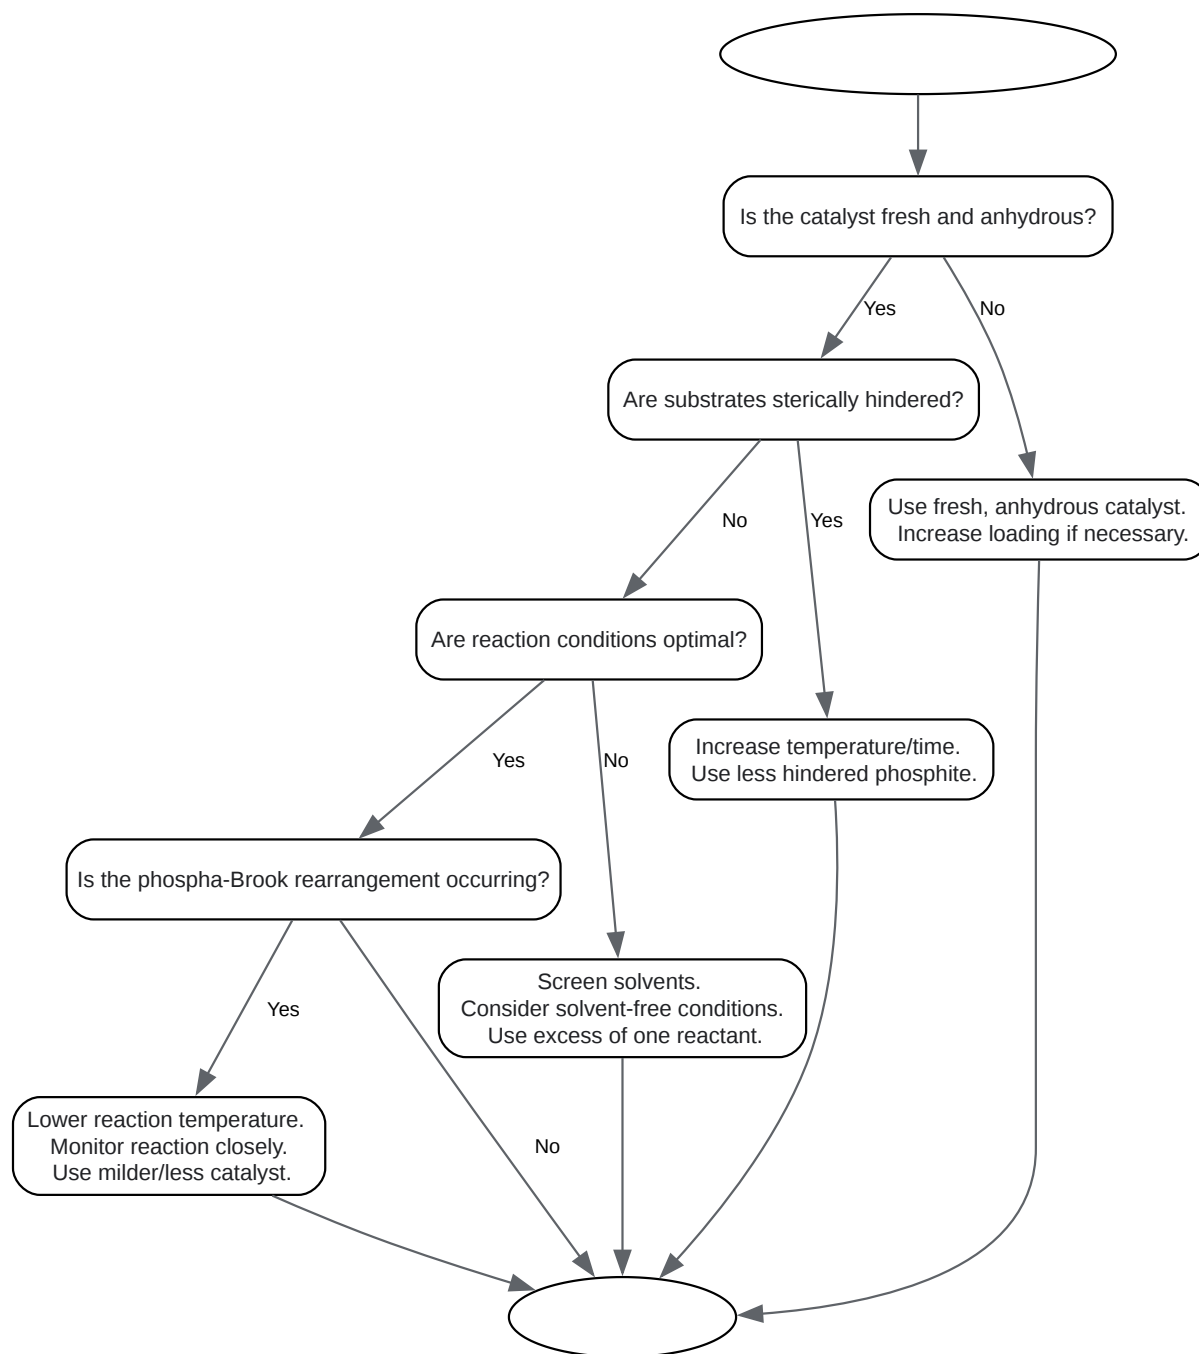 Is the catalyst fresh and anhydrous?
Yes
No
Are substrates sterically hindered?
Use fresh, anhydrous catalyst.
Increase loading if necessary.
No
Yes
Are reaction conditions optimal?
Increase temperature/time.
Use less hindered phosphite.
Yes
No
Is the phospha-Brook rearrangement occurring?
Screen solvents.
Consider solvent-free conditions.
Use excess of one reactant.
Yes
Lower reaction temperature.
Monitor reaction closely.
Use milder/less catalyst.
No